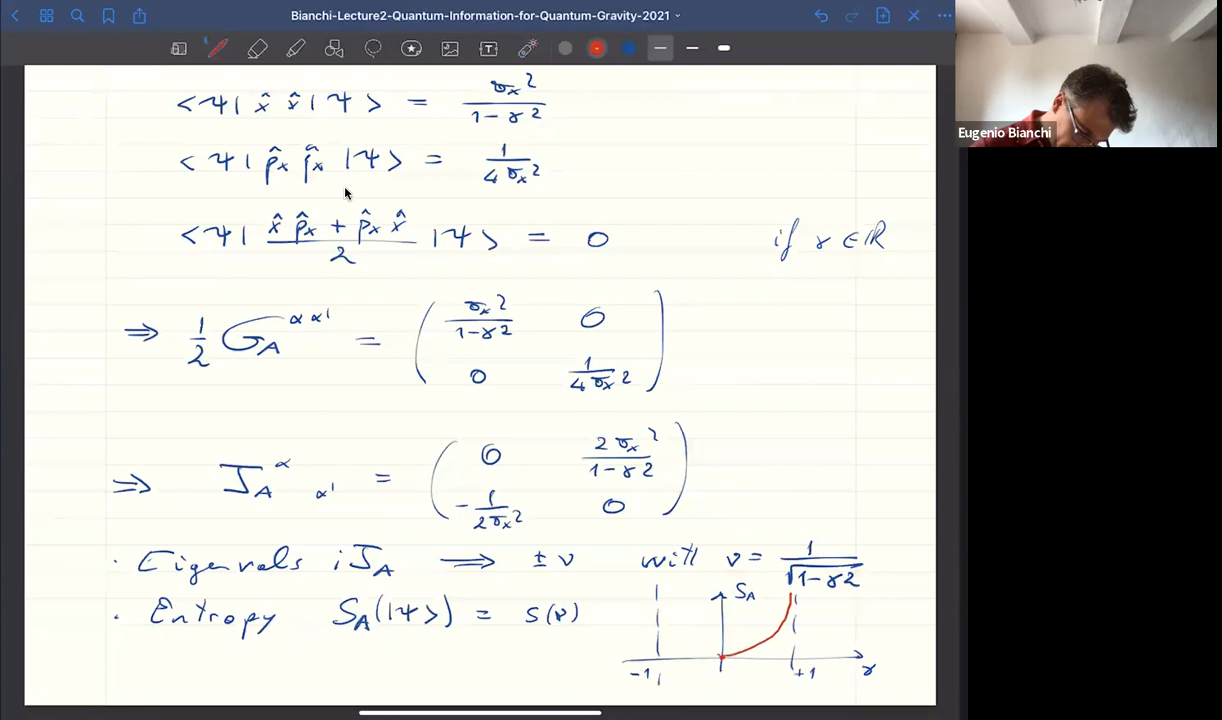 Bianchi-Lecture2-Quantum-Information-for-Quantum-Gravity-2021
Eugenio Bianchi
<ψ| x̂ x̂ |ψ> = σx² / (1-γ²)
<ψ| p̂x p̂x |ψ> = 1 / (4σx²)
<ψ| (x̂ p̂x + p̂x x̂) / 2 |ψ> = 0 if γ ∈ ℝ
⇒ 1/2 G_A^{αα'} = ( σx²/(1-γ²) 0
0 1/(4σx²) )
⇒ J_A^α_α' = ( 0 2σx²/(1-γ²)
-1/(2σx²) 0 )
· Eigenvals iJ_A ⟹ ±ν with ν = 1/√(1-γ²)
· Entropy S_A(|ψ>) = s(γ)
S_A
-1 +1 γ